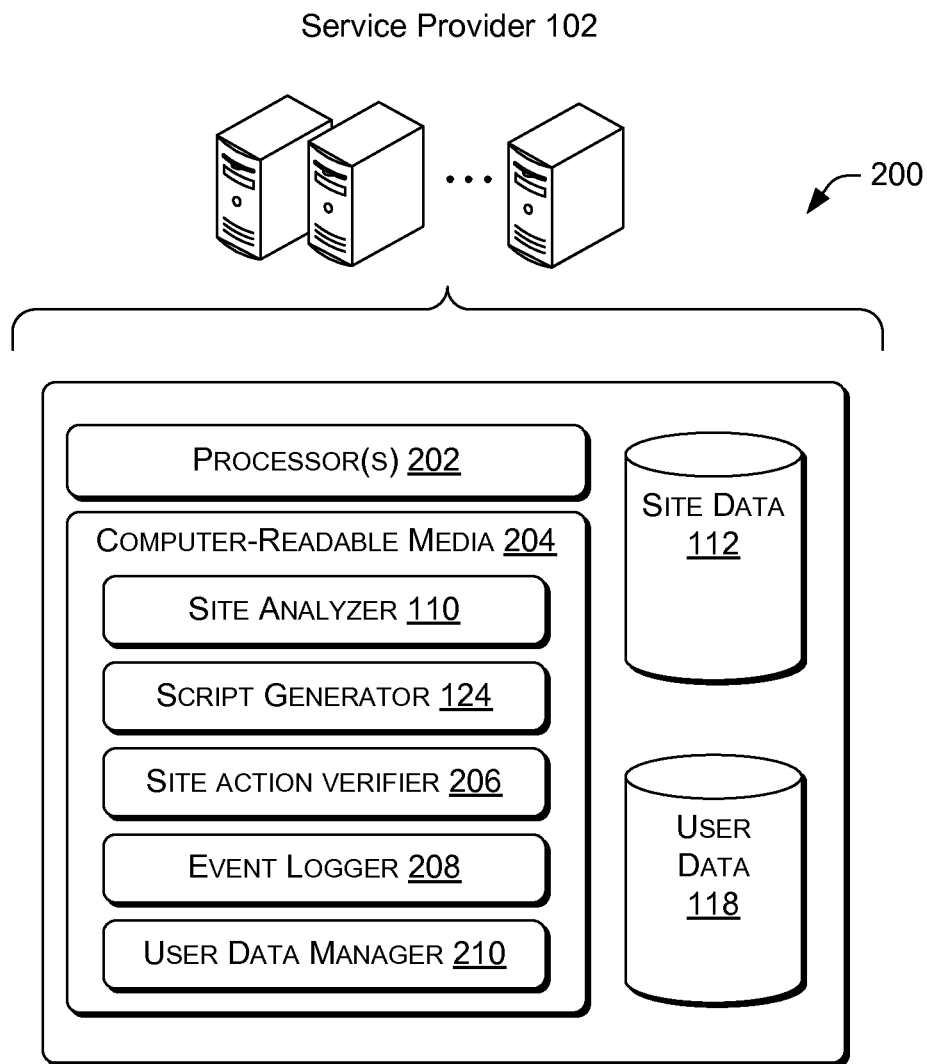 Service Provider 102
200
PROCESSOR(S) 202
COMPUTER-READABLE MEDIA 204
SITE ANALYZER 110
SCRIPT GENERATOR 124
SITE ACTION VERIFIER 206
EVENT LOGGER 208
USER DATA MANAGER 210
SITE DATA
112
USER
DATA
118